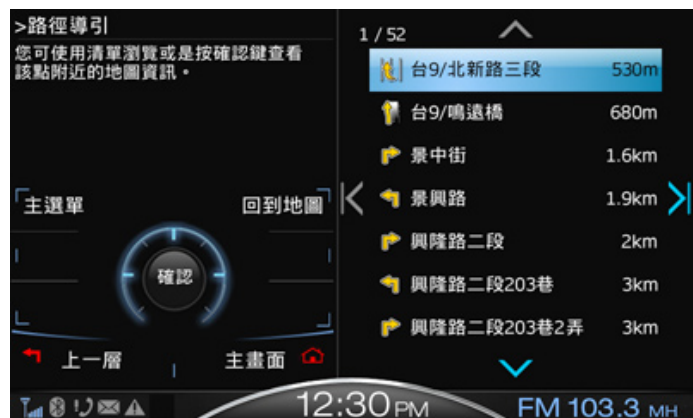 >路徑導引
您可使用清單瀏覽或是按確認鍵查看
該點附近的地圖資訊。
主選單
回到地圖
確認
上一層
主畫面
1 / 52
台9/北新路三段 530m
台9/鳴遠橋 680m
景中街 1.6km
景興路 1.9km
興隆路二段 2km
興隆路二段203巷 3km
興隆路二段203巷2弄 3km
12:30 PM
FM 103.3 MH